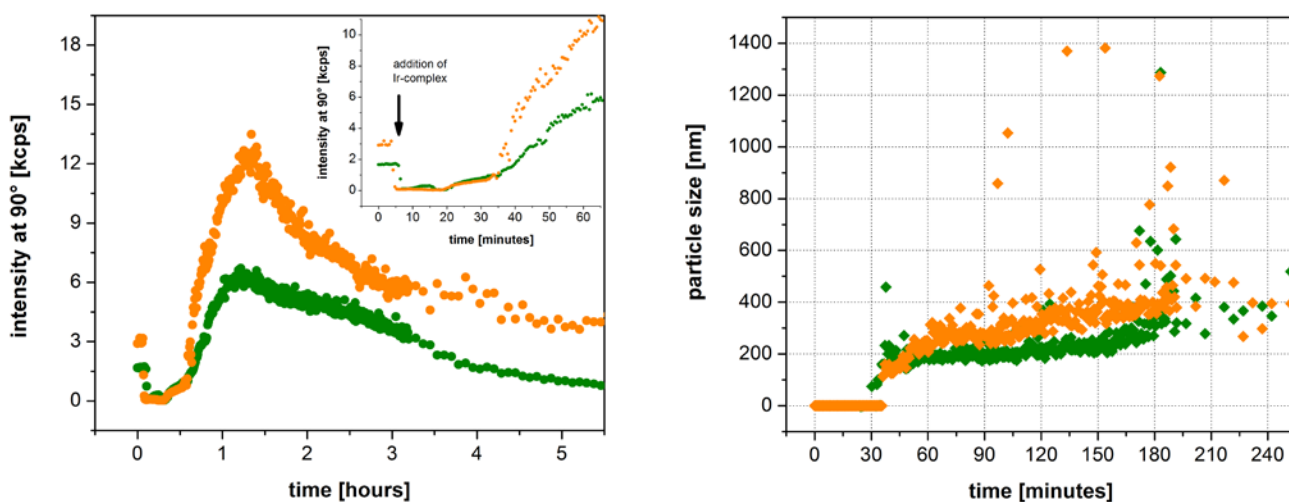 intensity at 90° [kcps]
18
15
12
9
6
3
0
0 1 2 3 4 5
time [hours]
intensity at 90° [kcps]
10
8
6
4
2
0
addition of
Ir-complex
0 10 20 30 40 50 60
time [minutes]
particle size [nm]
1400
1200
1000
800
600
400
200
0
0 30 60 90 120 150 180 210 240
time [minutes]